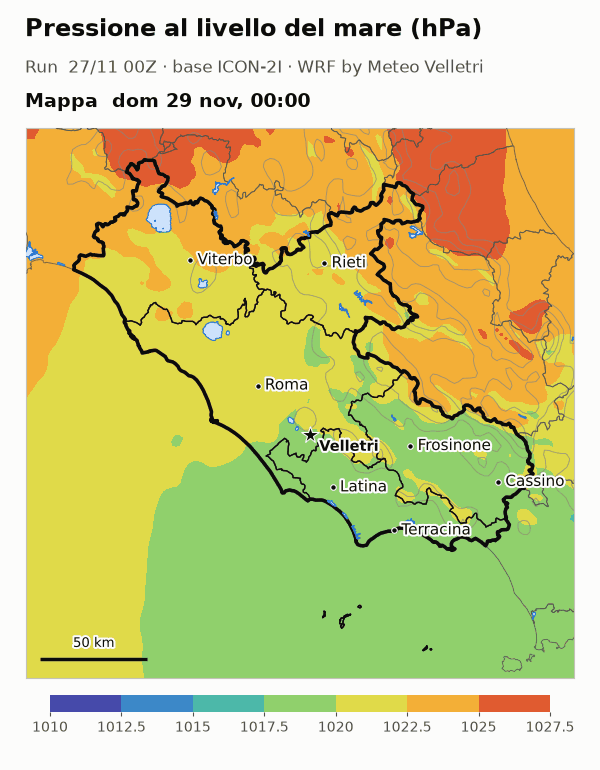 Pressione al livello del mare (hPa)
Run 27/11 00Z · base ICON-2I · WRF by Meteo Velletri
Mappa dom 29 nov, 00:00
Viterbo
Rieti
Roma
Velletri
Frosinone
Latina
Cassino
Terracina
50 km
1010 1012.5 1015 1017.5 1020 1022.5 1025 1027.5